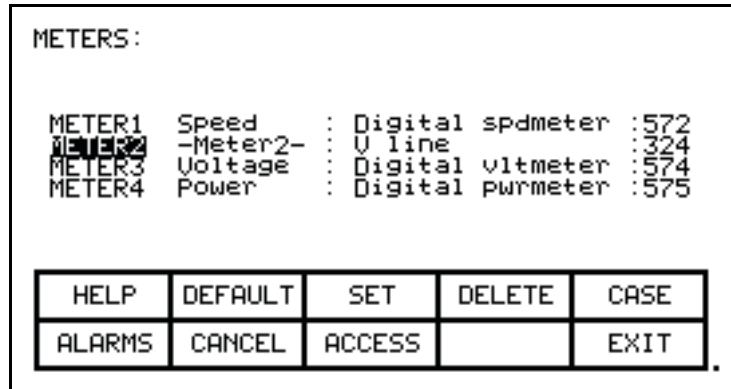 METERS:
METER1 Speed : Digital spdmeter :572
METER2 -Meter2- : V line :324
METER3 Voltage : Digital vltmeter :574
METER4 Power : Digital pwrmeter :575
HELP DEFAULT SET DELETE CASE
ALARMS CANCEL ACCESS EXIT .